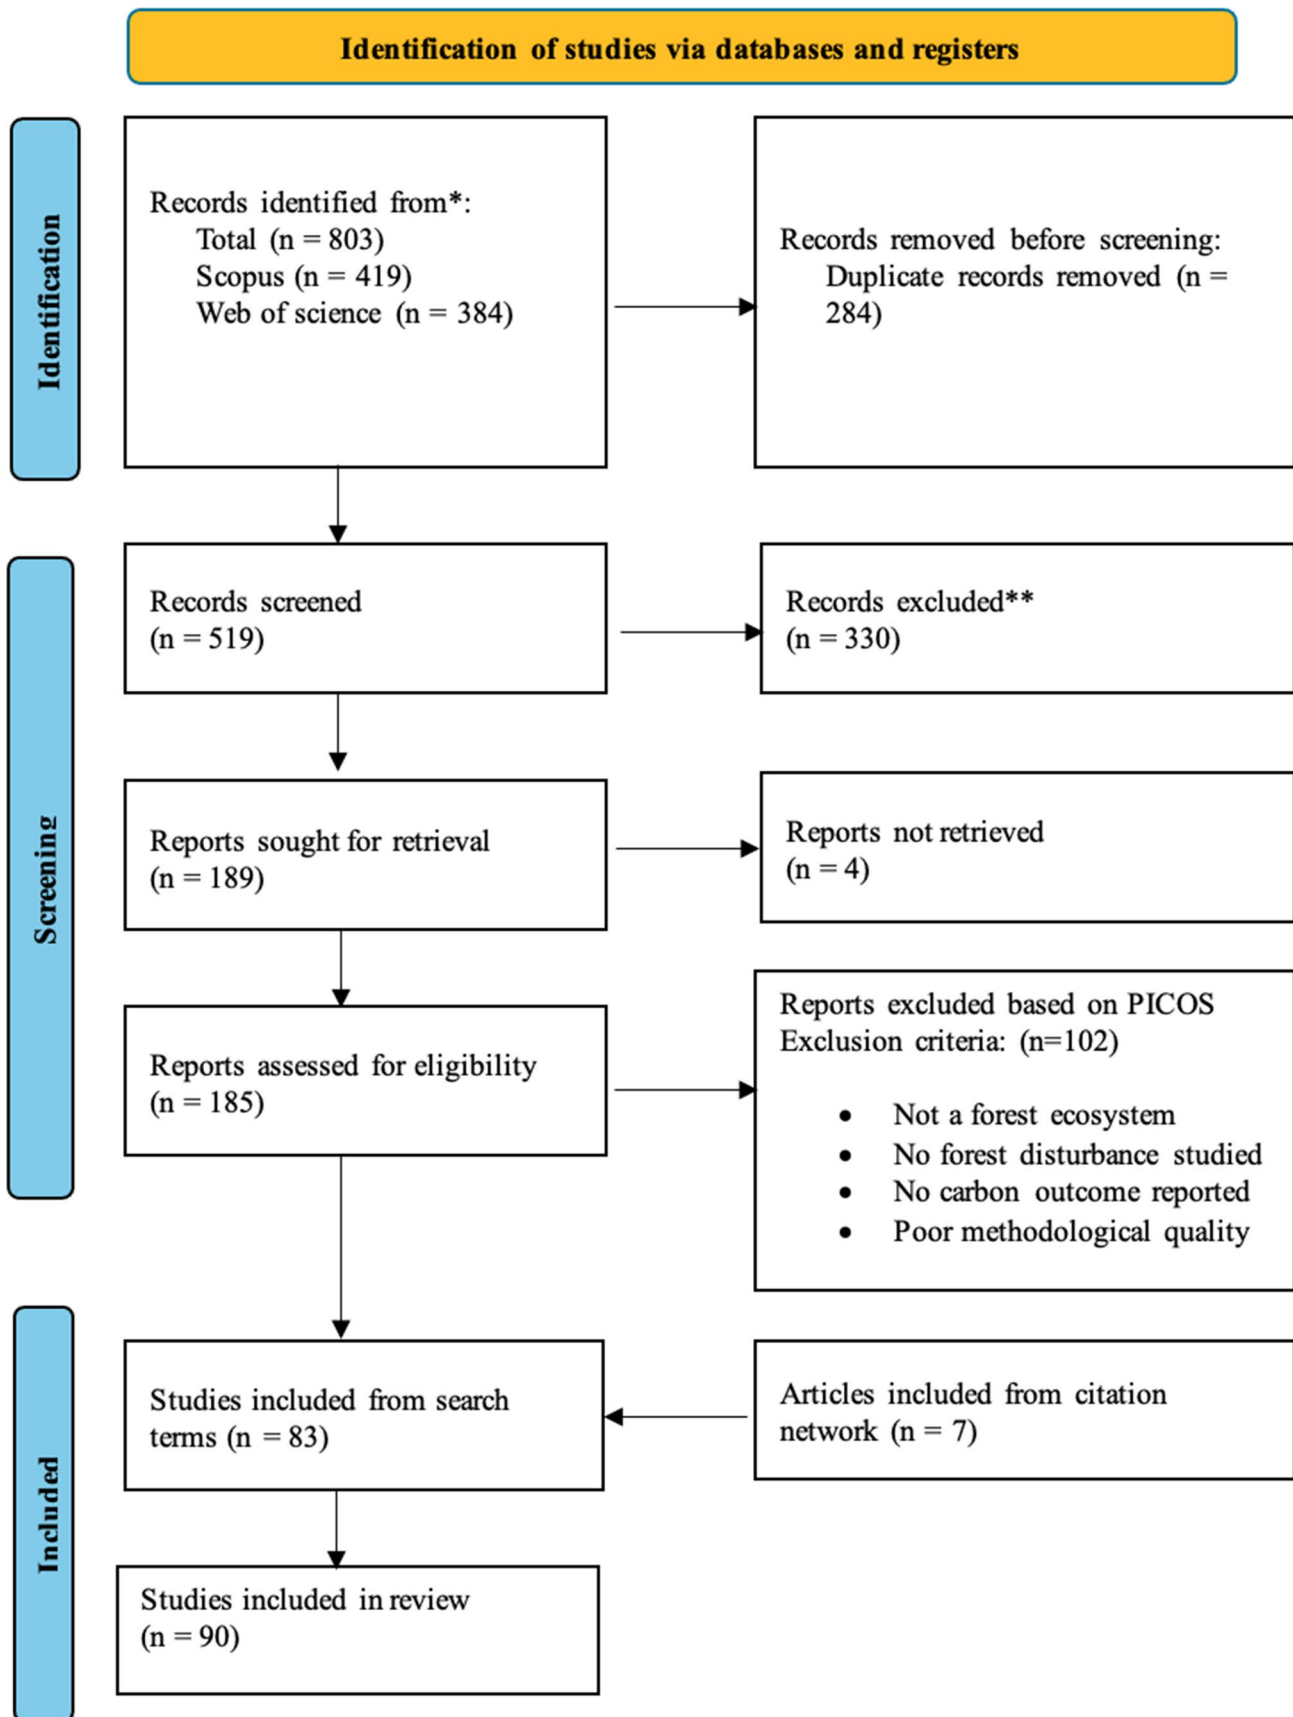 Identification of studies via databases and registers
Identification
Records identified from*:
Total (n = 803)
Scopus (n = 419)
Web of science (n = 384)
Records removed before screening:
Duplicate records removed (n =
284)
Screening
Records screened
(n = 519)
Records excluded**
(n = 330)
Reports sought for retrieval
(n = 189)
Reports not retrieved
(n = 4)
Reports assessed for eligibility
(n = 185)
Reports excluded based on PICOS
Exclusion criteria: (n=102)
• Not a forest ecosystem
• No forest disturbance studied
• No carbon outcome reported
• Poor methodological quality
Included
Studies included from search
terms (n = 83)
Articles included from citation
network (n = 7)
Studies included in review
(n = 90)